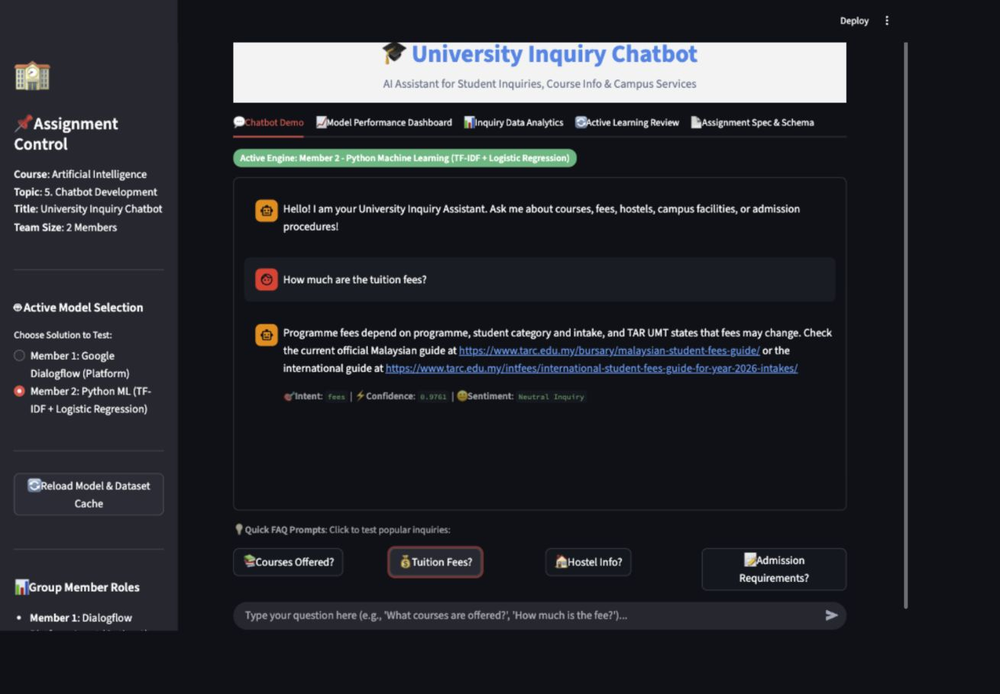 Deploy
📌Assignment
Control
Course: Artificial Intelligence
Topic: 5. Chatbot Development
Title: University Inquiry Chatbot
Team Size: 2 Members
Active Model Selection
Choose Solution to Test:
Member 1: Google
Dialogflow (Platform)
Member 2: Python ML (TF-
IDF + Logistic Regression)
🔄Reload Model & Dataset
Cache
📊Group Member Roles
• Member 1: Dialogflow
🎓 University Inquiry Chatbot
AI Assistant for Student Inquiries, Course Info & Campus Services
💬Chatbot Demo 📈Model Performance Dashboard 📊Inquiry Data Analytics 🔄Active Learning Review 📄Assignment Spec & Schema
Active Engine: Member 2 - Python Machine Learning (TF-IDF + Logistic Regression)
Hello! I am your University Inquiry Assistant. Ask me about courses, fees, hostels, campus facilities, or admission
procedures!
How much are the tuition fees?
Programme fees depend on programme, student category and intake, and TAR UMT states that fees may change. Check
the current official Malaysian guide at https://www.tarc.edu.my/bursary/malaysian-student-fees-guide/ or the
international guide at https://www.tarc.edu.my/intfees/international-student-fees-guide-for-year-2026-intakes/
🎯Intent: fees | ⚡Confidence: 0.9761 | 😐Sentiment: Neutral Inquiry
💡Quick FAQ Prompts: Click to test popular inquiries:
📚Courses Offered? 💰Tuition Fees? 🏠Hostel Info? 📝Admission
Requirements?
Type your question here (e.g., 'What courses are offered?', 'How much is the fee?')...